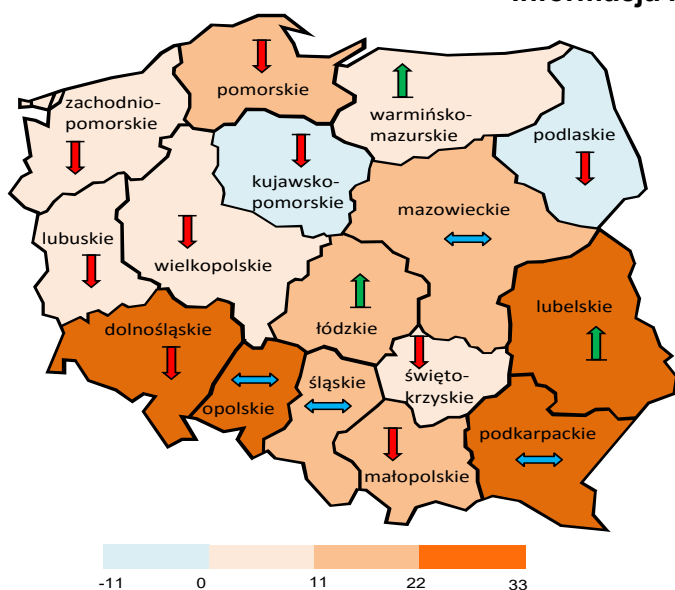 pomorskie
zachodnio-
pomorskie
warmińsko-
mazurskie
podlaskie
kujawsko-
pomorskie
mazowieckie
lubuskie
wielkopolskie
lubelskie
dolnośląskie
łódzkie
śląskie
święto-
krzyskie
opolskie
podkarpackie
małopolskie
-11 0 11 22 33